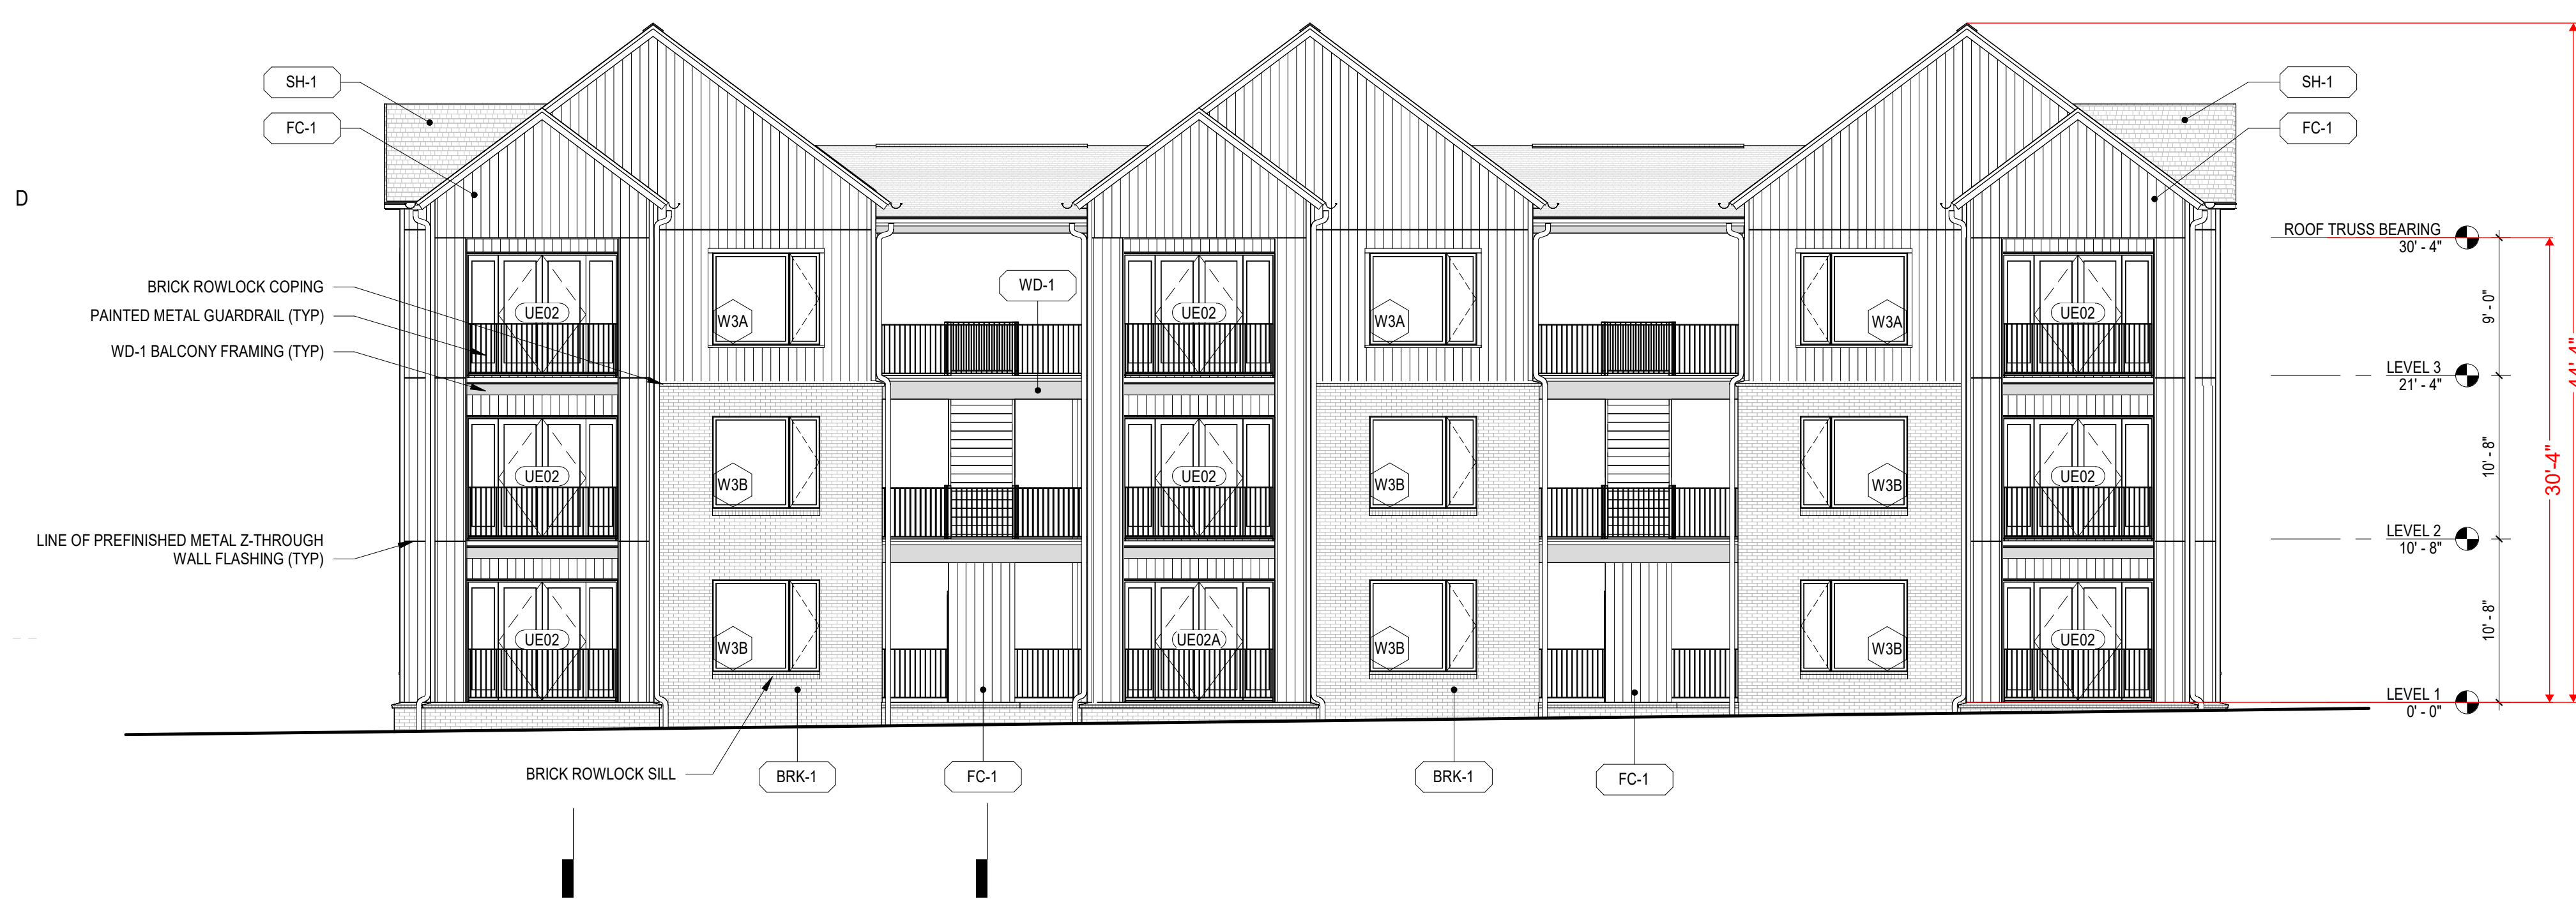 SH-1
SH-1
FC-1
FC-1
D
ROOF TRUSS BEARING
30' - 4"
WD-1
BRICK ROWLOCK COPING
PAINTED METAL GUARDRAIL (TYP)
WD-1 BALCONY FRAMING (TYP)
UE02
W3A
UE02
W3A
W3A
UE02
9' - 0"
44'-4"
LEVEL 3
21' - 4"
UE02
W3B
UE02
W3B
W3B
UE02
10' - 8"
30'-4"
LINE OF PREFINISHED METAL Z-THROUGH
WALL FLASHING (TYP)
LEVEL 2
10' - 8"
UE02
W3B
UE02A
W3B
W3B
UE02
10' - 8"
LEVEL 1
0' - 0"
BRICK ROWLOCK SILL
BRK-1
FC-1
BRK-1
FC-1